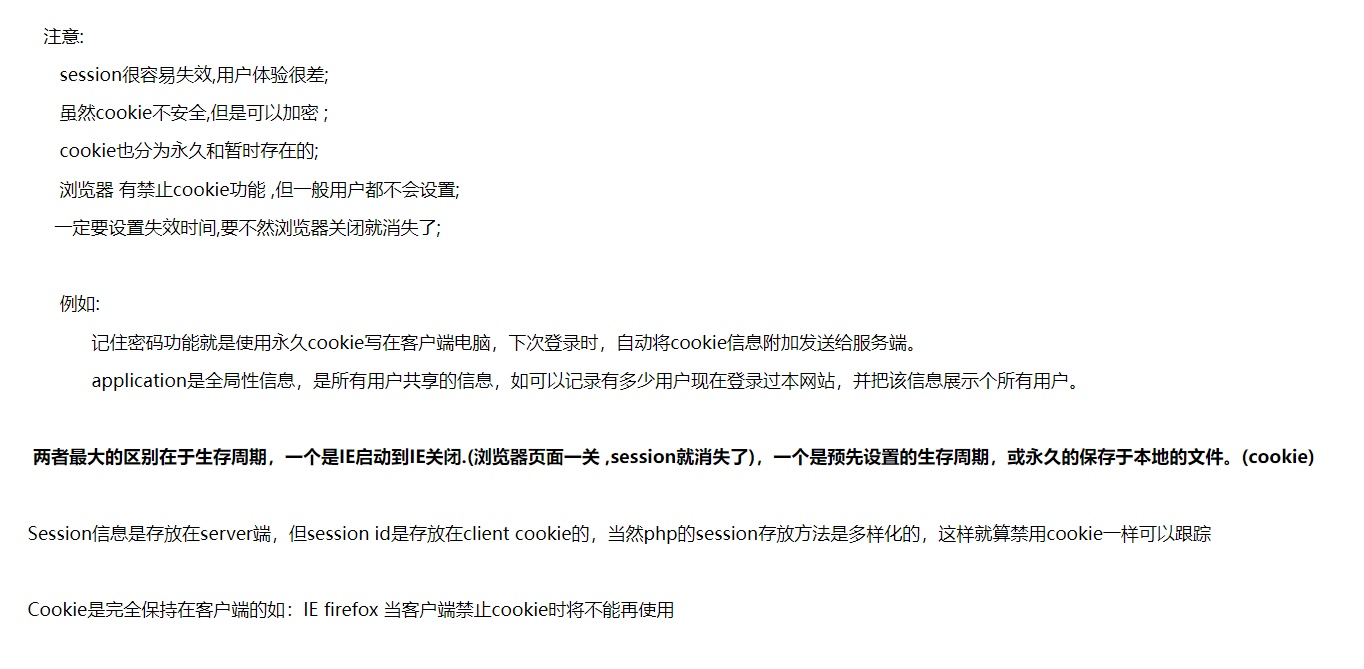 注意:
session很容易失效,用户体验很差;
虽然cookie不安全,但是可以加密 ;
cookie也分为永久和暂时存在的;
浏览器 有禁止cookie功能 ,但一般用户都不会设置;
一定要设置失效时间,要不然浏览器关闭就消失了;
例如:
记住密码功能就是使用永久cookie写在客户端电脑，下次登录时，自动将cookie信息附加发送给服务端。
application是全局性信息，是所有用户共享的信息，如可以记录有多少用户现在登录过本网站，并把该信息展示个所有用户。
两者最大的区别在于生存周期，一个是IE启动到IE关闭.(浏览器页面一关 ,session就消失了)，一个是预先设置的生存周期，或永久的保存于本地的文件。(cookie)
Session信息是存放在server端，但session id是存放在client cookie的，当然php的session存放方法是多样化的，这样就算禁用cookie一样可以跟踪
Cookie是完全保持在客户端的如：IE firefox 当客户端禁止cookie时将不能再使用